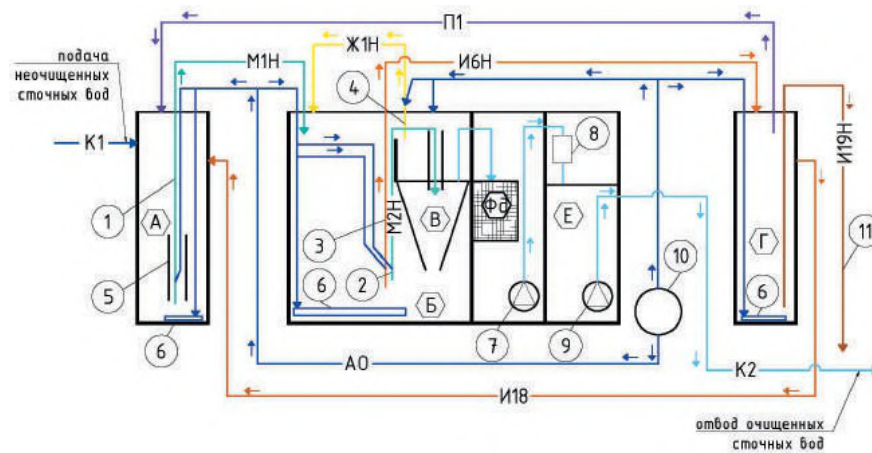 П1
подача
неочищенных
сточных вод
М1Н
Ж1Н
И6Н
4
8
К1
И19Н
1
А
3
М2Н
В
Фд
Е
Г
11
5
6
2
Б
10
6
6
7
9
АО
К2
И18
отвод очищенных
сточных вод